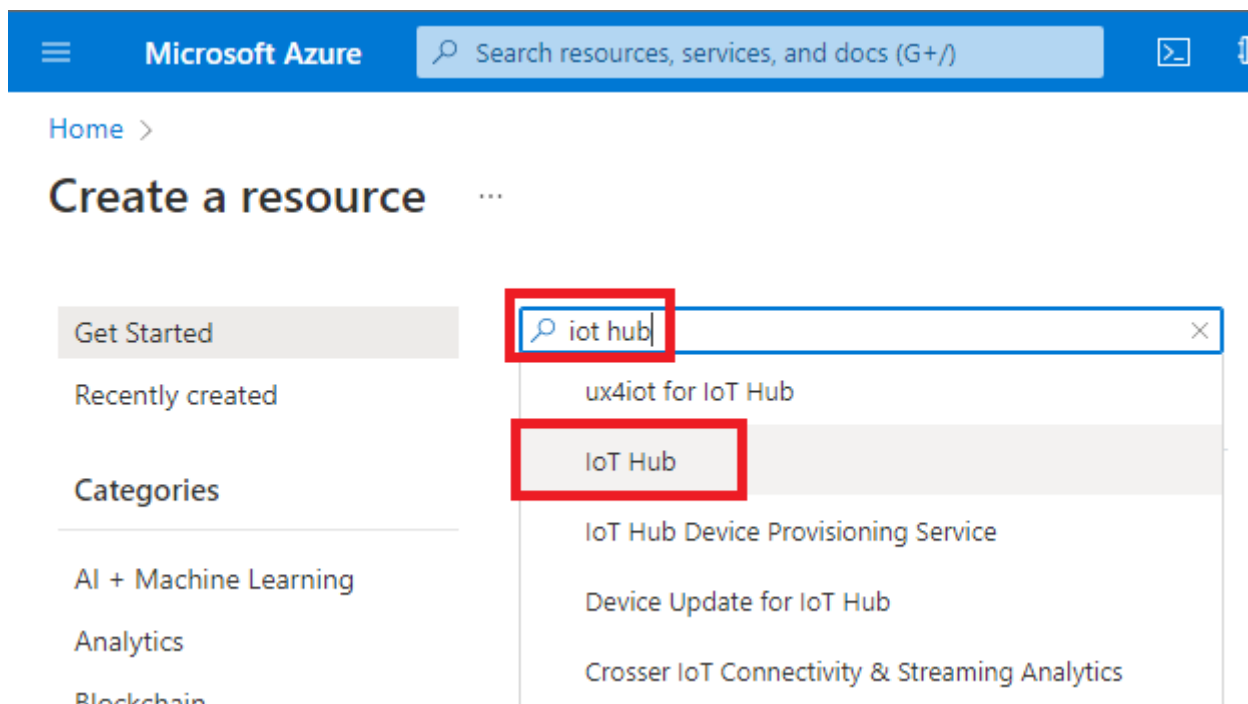 Microsoft Azure
Search resources, services, and docs (G+/)
Home >
Create a resource ...
Get Started
Recently created
Categories
AI + Machine Learning
Analytics
Blockchain
iot hub
ux4iot for IoT Hub
IoT Hub
IoT Hub Device Provisioning Service
Device Update for IoT Hub
Crosser IoT Connectivity & Streaming Analytics